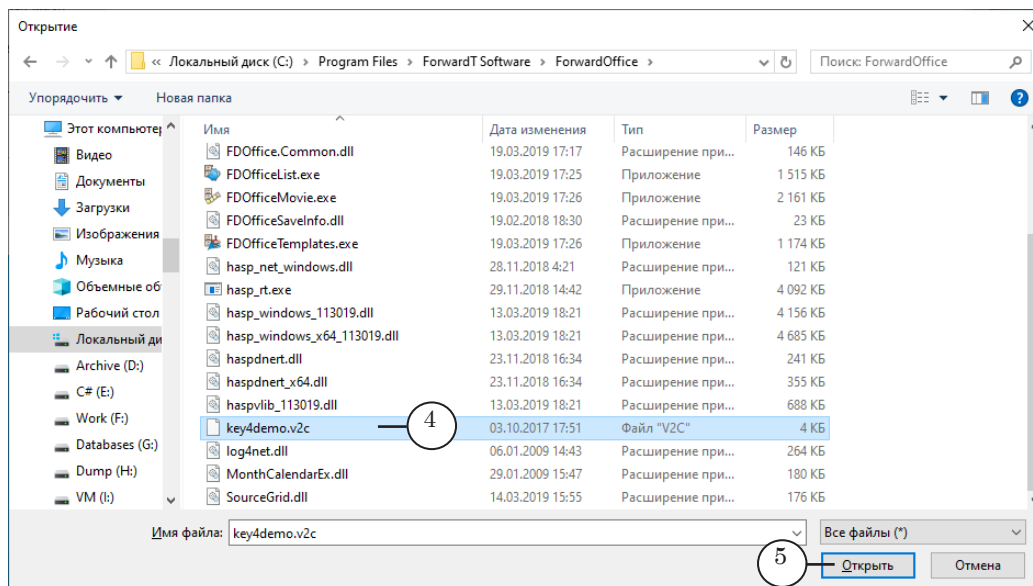 Открытие
« Локальный диск (C:) > Program Files > ForwardT Software > ForwardOffice >
Поиск: ForwardOffice
Упорядочить Новая папка
Этот компьютер
Видео
Документы
Загрузки
Изображения
Музыка
Объемные об
Рабочий стол
Локальный ди
Archive (D:)
C# (E:)
Work (F:)
Databases (G:)
Dump (H:)
VM (I:)
Имя Дата изменения Тип Размер
FDOffice.Common.dll 19.03.2019 17:17 Расширение при... 146 КБ
FDOfficeList.exe 19.03.2019 17:25 Приложение 1 515 КБ
FDOfficeMovie.exe 19.03.2019 17:26 Приложение 2 161 КБ
FDOfficeSaveInfo.dll 19.02.2018 18:30 Расширение при... 23 КБ
FDOfficeTemplates.exe 19.03.2019 17:26 Приложение 1 174 КБ
hasp_net_windows.dll 28.11.2018 4:21 Расширение при... 121 КБ
hasp_rt.exe 29.11.2018 14:42 Приложение 4 092 КБ
hasp_windows_113019.dll 13.03.2019 18:21 Расширение при... 4 156 КБ
hasp_windows_x64_113019.dll 13.03.2019 18:21 Расширение при... 4 685 КБ
haspdnert.dll 23.11.2018 16:34 Расширение при... 241 КБ
haspdnert_x64.dll 23.11.2018 16:34 Расширение при... 355 КБ
haspvlib_113019.dll 13.03.2019 18:21 Расширение при... 688 КБ
key4demo.v2c 4 03.10.2017 17:51 Файл "V2C" 4 КБ
log4net.dll 06.01.2009 14:43 Расширение при... 264 КБ
MonthCalendarEx.dll 29.01.2009 15:47 Расширение при... 180 КБ
SourceGrid.dll 14.03.2019 15:55 Расширение при... 176 КБ
Имя файла: key4demo.v2c Все файлы (*)
5 Открыть Отмена